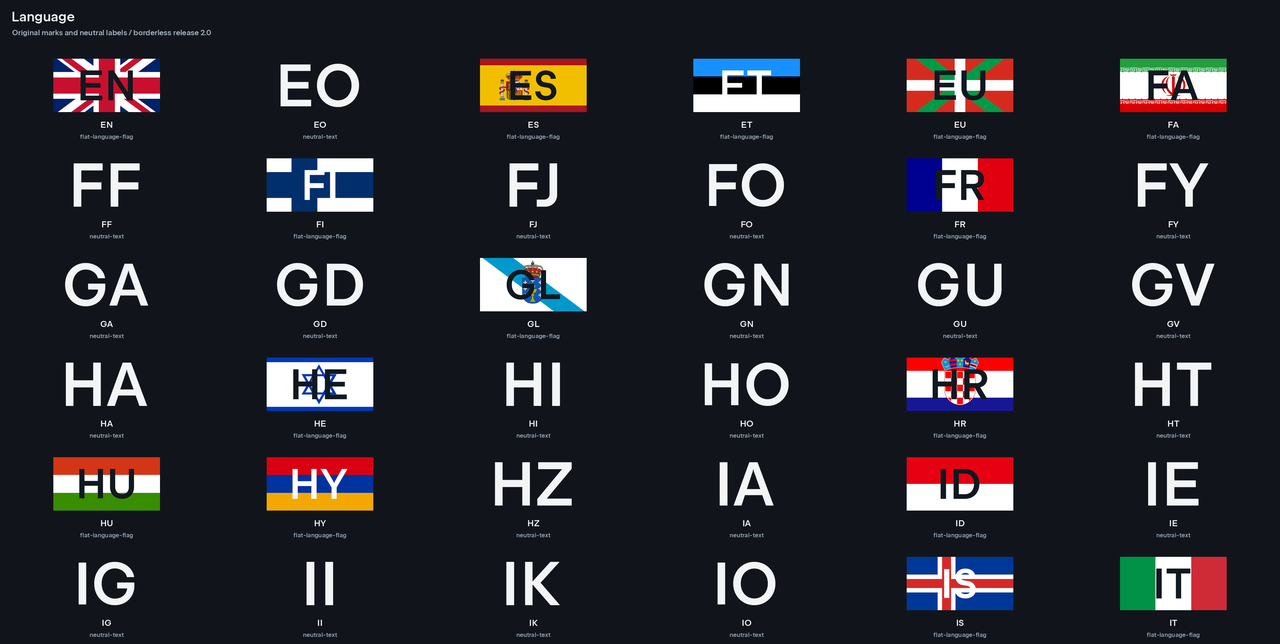 Language
Original marks and neutral labels / borderless release 2.0
EN EO ES ET EU FA
EN EO ES ET EU FA
flat-language-flag neutral-text flat-language-flag flat-language-flag flat-language-flag flat-language-flag
FF FI FJ FO FR FY
FF FI FJ FO FR FY
neutral-text flat-language-flag neutral-text neutral-text flat-language-flag neutral-text
GA GD GL GN GU GV
GA GD GL GN GU GV
neutral-text neutral-text flat-language-flag neutral-text neutral-text neutral-text
HA HE HI HO HR HT
HA HE HI HO HR HT
neutral-text flat-language-flag neutral-text neutral-text flat-language-flag neutral-text
HU HY HZ IA ID IE
HU HY HZ IA ID IE
flat-language-flag flat-language-flag neutral-text neutral-text flat-language-flag neutral-text
IG II IK IO IS IT
IG II IK IO IS IT
neutral-text neutral-text neutral-text neutral-text flat-language-flag flat-language-flag